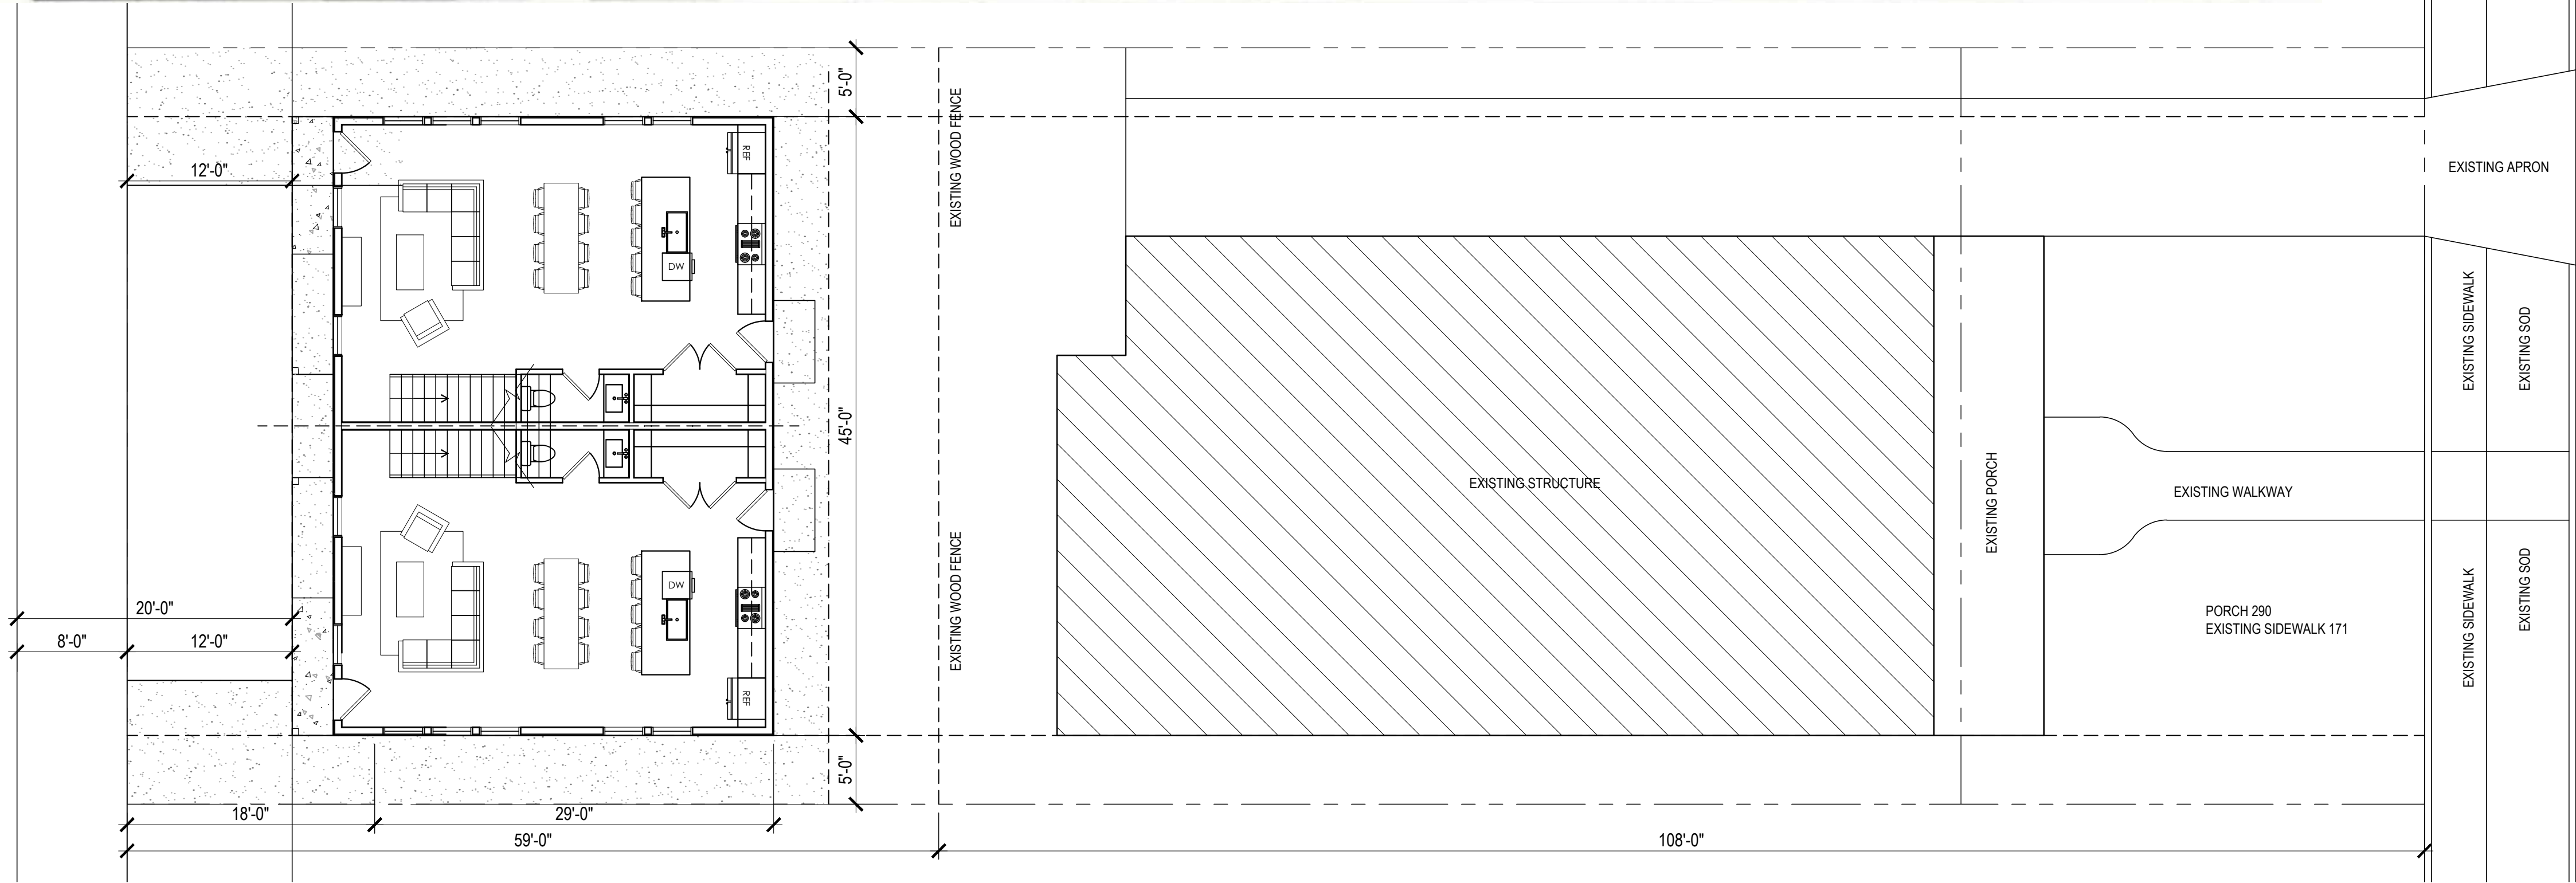 5'-0"
EXISTING WOOD FENCE
EXISTING APRON
12'-0"
REF
DW
EXISTING SIDEWALK
EXISTING SOD
45'-0"
EXISTING STRUCTURE
EXISTING PORCH
EXISTING WALKWAY
EXISTING WOOD FENCE
EXISTING SIDEWALK
EXISTING SOD
DW
20'-0"
8'-0"
12'-0"
PORCH 290
EXISTING SIDEWALK 171
REF
5'-0"
18'-0"
29'-0"
59'-0"
108'-0"